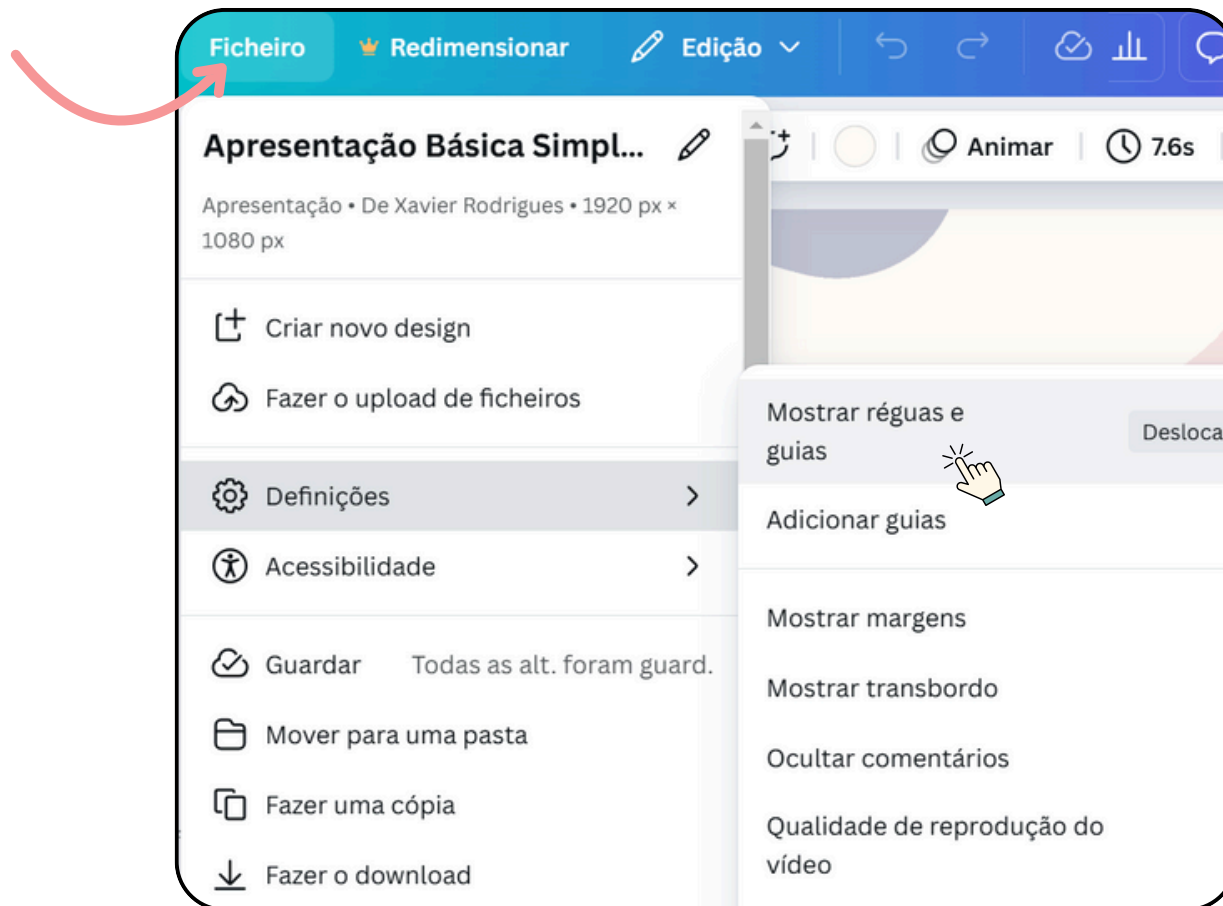 Ficheiro Redimensionar Edição
Apresentação Básica Simpl...
Animar 7.6s
Apresentação • De Xavier Rodrigues • 1920 px ×
1080 px
Criar novo design
Fazer o upload de ficheiros
Definições
Acessibilidade
Guardar Todas as alt. foram guard.
Mover para uma pasta
Fazer uma cópia
Fazer o download
Mostrar réguas e
guias
Desloca
Adicionar guias
Mostrar margens
Mostrar transbordo
Ocultar comentários
Qualidade de reprodução do
vídeo